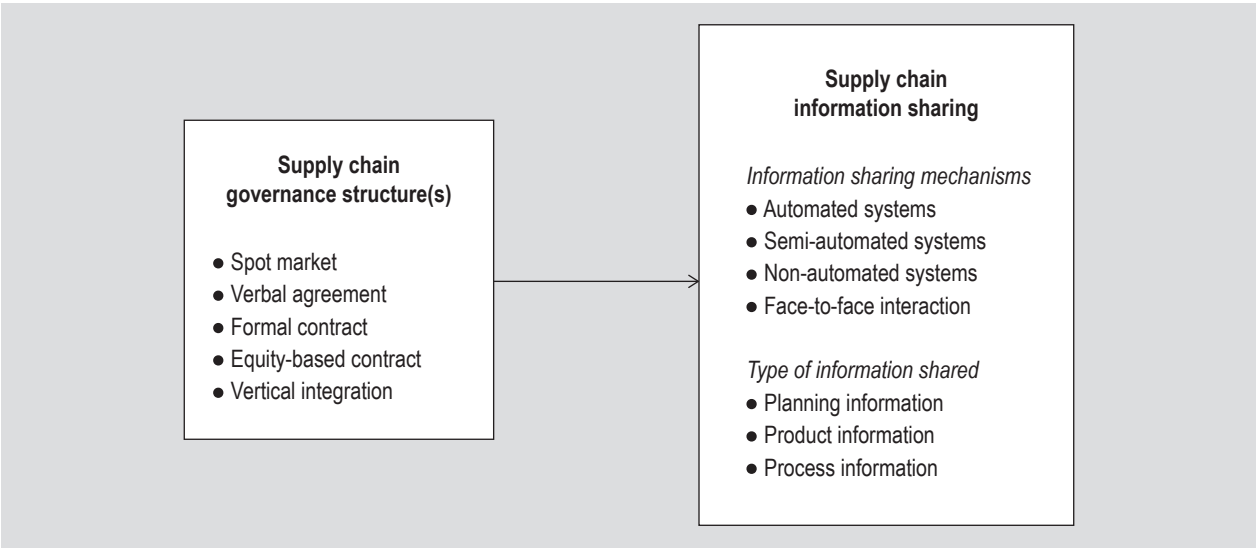 Supply chain
governance structure(s)
● Spot market
● Verbal agreement
● Formal contract
● Equity-based contract
● Vertical integration
Supply chain
information sharing
Information sharing mechanisms
● Automated systems
● Semi-automated systems
● Non-automated systems
● Face-to-face interaction
Type of information shared
● Planning information
● Product information
● Process information